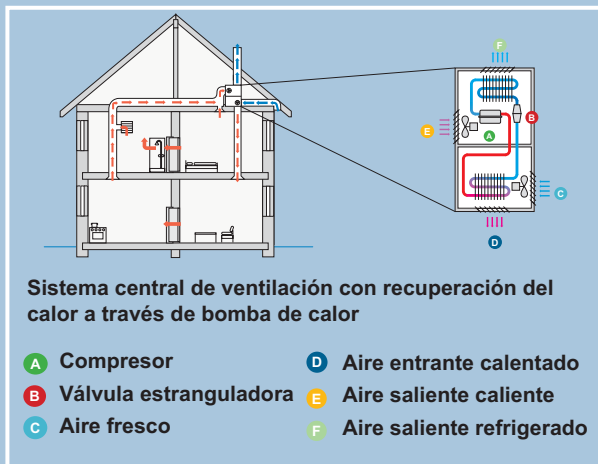 F
E
A
B
C
D
Sistema central de ventilación con recuperación del
calor a través de bomba de calor
A Compresor
B Válvula estranguladora
C Aire fresco
D Aire entrante calentado
E Aire saliente caliente
F Aire saliente refrigerado